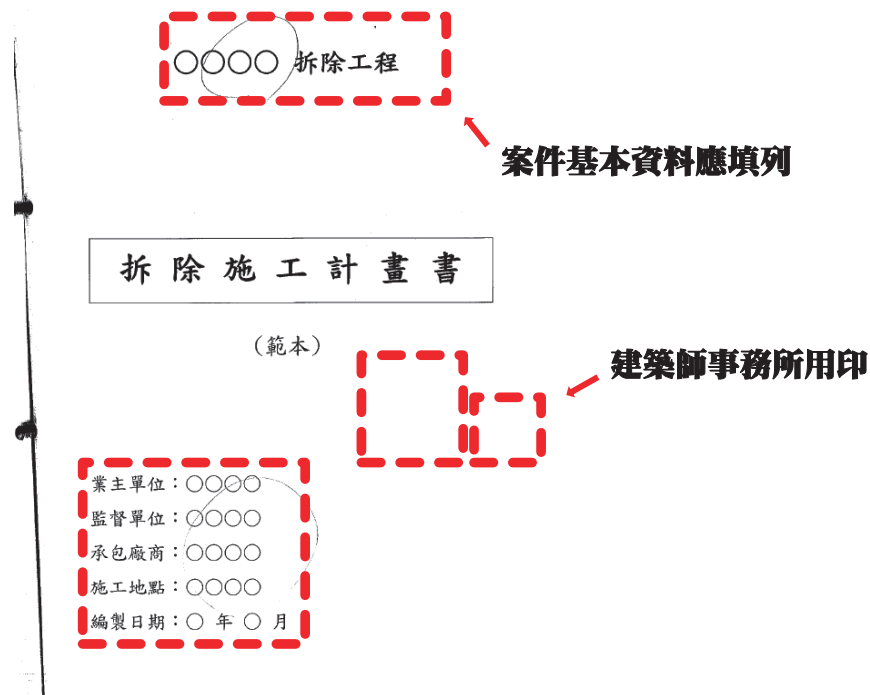 ○○○○ 拆除工程
案件基本資料應填列
拆除施工計畫書
(範本)
建築師事務所用印
業主單位：○○○○
監督單位：○○○○
承包廠商：○○○○
施工地點：○○○○
編製日期：○ 年 ○ 月